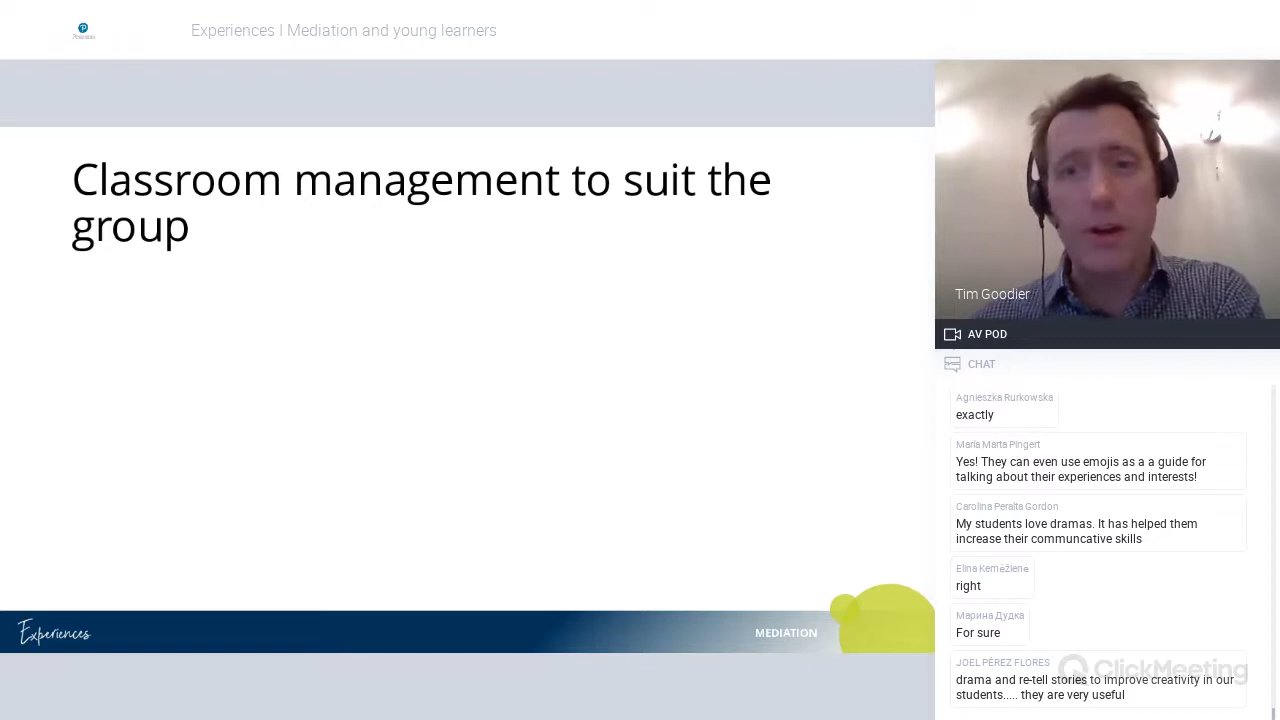 Pearson
Experiences I Mediation and young learners
Classroom management to suit the
group
Experiences
MEDIATION
Tim Goodier
AV POD
CHAT
Agnieszka Rurkowska
exactly
María Marta Pingert
Yes! They can even use emojis as a a guide for
talking about their experiences and interests!
Carolina Peralta Gordon
My students love dramas. It has helped them
increase their communcative skills
Elina Kemėžienė
right
Марина Дудка
For sure
JOEL PÉREZ FLORES
drama and re-tell stories to improve creativity in our
students..... they are very useful
ClickMeeting